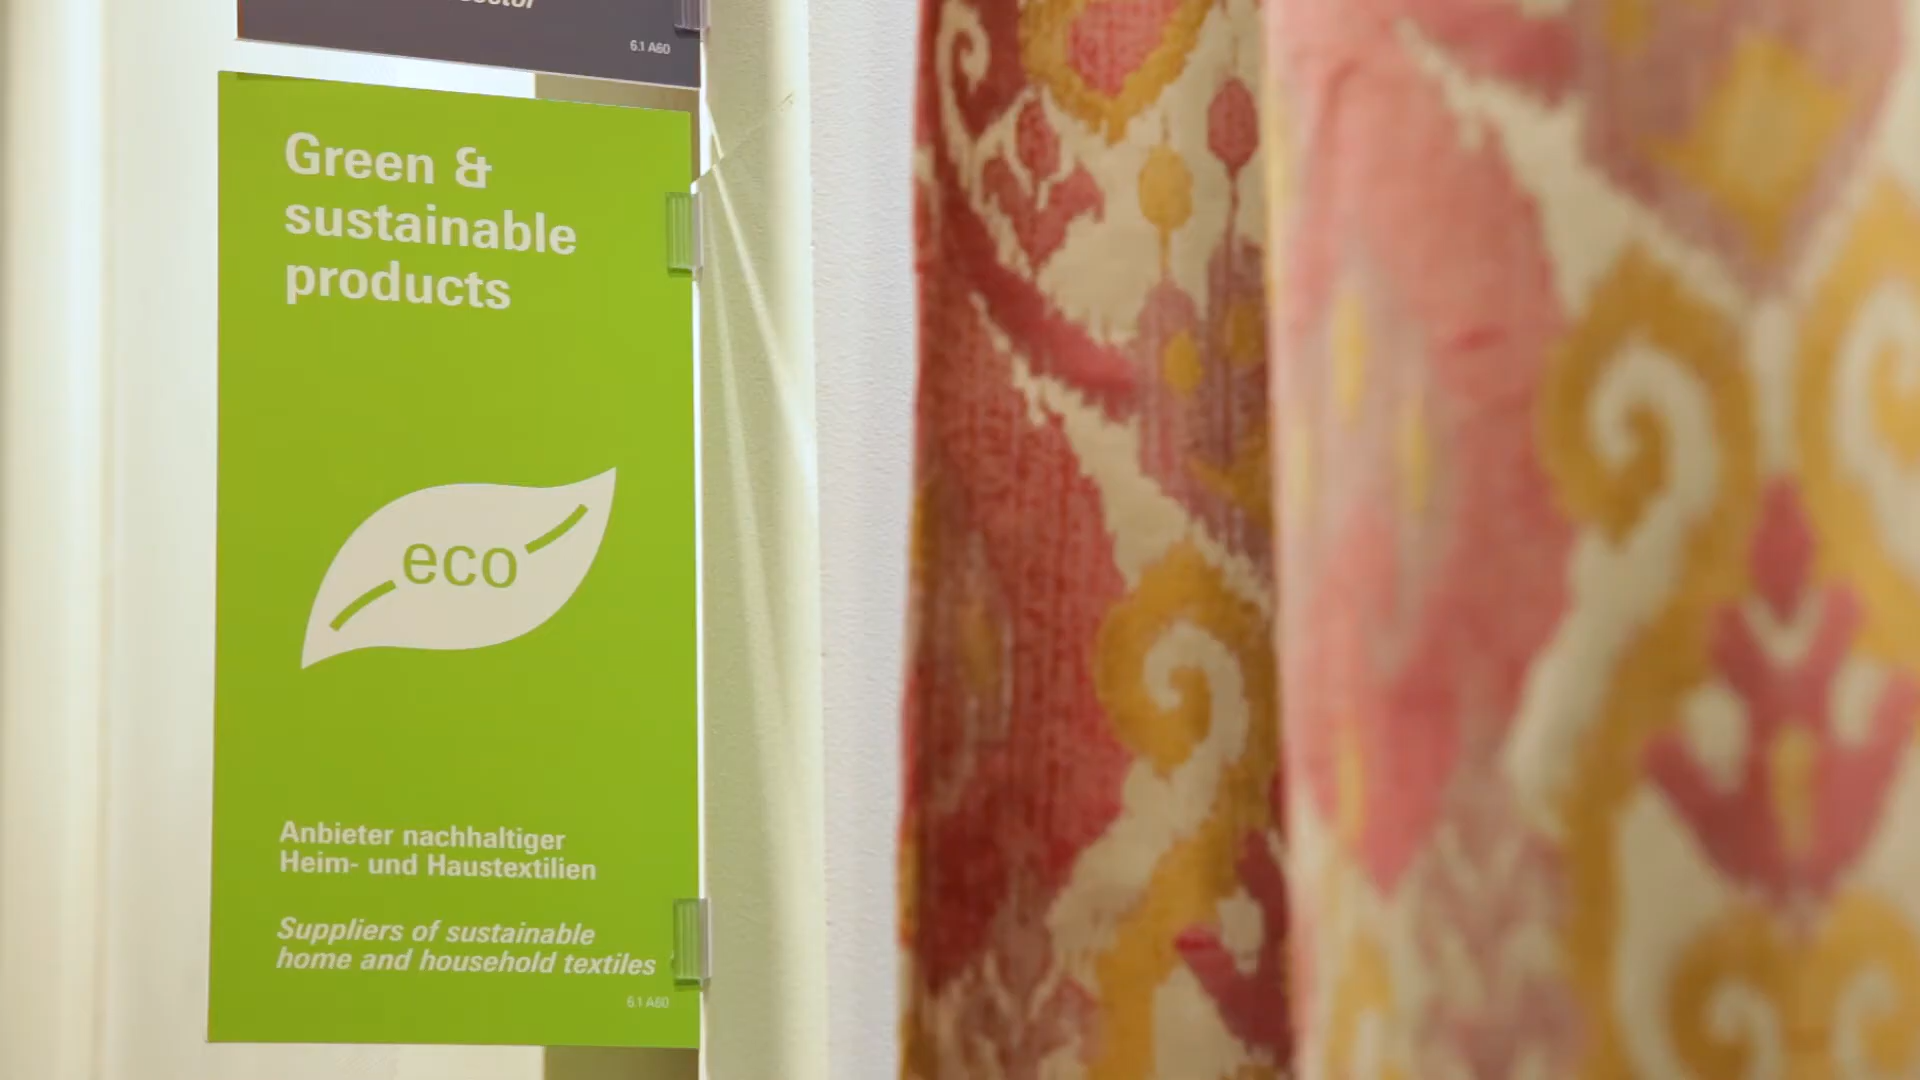 6.1 A60
Green &
sustainable
products
eco
Anbieter nachhaltiger
Heim- und Haustextilien
Suppliers of sustainable
home and household textiles
6.1 A60